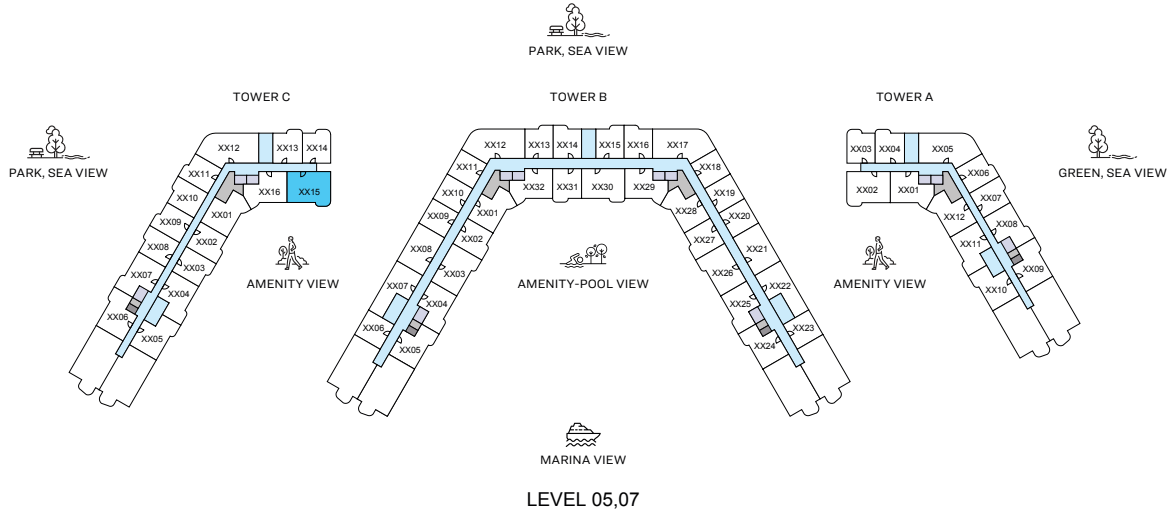 PARK, SEA VIEW
TOWER C
TOWER B
TOWER A
PARK, SEA VIEW
GREEN, SEA VIEW
XX12
XX13
XX14
XX11
XX10
XX09
XX08
XX07
XX06
XX05
XX04
XX03
XX02
XX01
XX16
XX15
XX12
XX13
XX14
XX15
XX16
XX17
XX11
XX10
XX09
XX08
XX07
XX06
XX05
XX04
XX03
XX02
XX01
XX32
XX31
XX30
XX29
XX28
XX27
XX26
XX25
XX24
XX18
XX19
XX20
XX21
XX22
XX23
XX03
XX04
XX05
XX02
XX01
XX06
XX07
XX08
XX09
XX12
XX11
XX10
AMENITY VIEW
AMENITY-POOL VIEW
AMENITY VIEW
MARINA VIEW
LEVEL 05,07